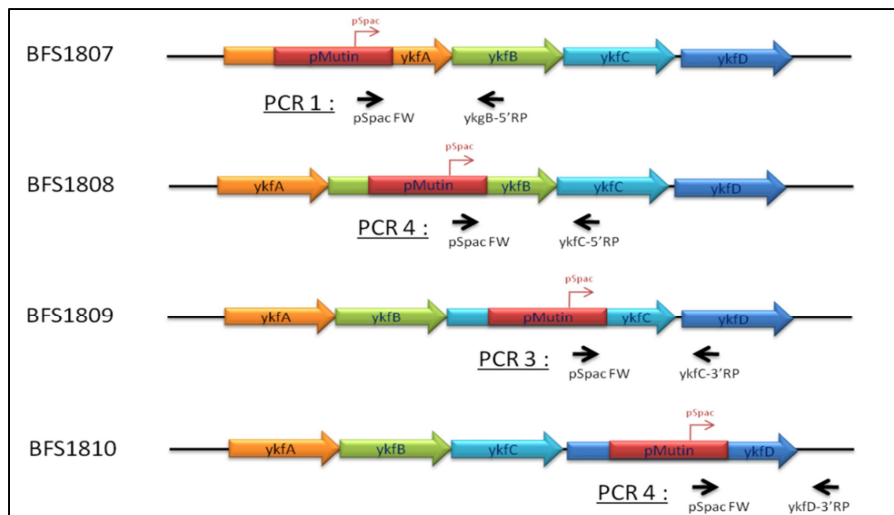 pSpac
BFS1807
pMutin ykfA ykfB ykfC ykfD
PCR 1 :
pSpac FW ykgB-5'RP
pSpac
BFS1808
ykfA pMutin ykfB ykfC ykfD
PCR 4 :
pSpac FW ykfC-5'RP
pSpac
BFS1809
ykfA ykfB pMutin ykfC ykfD
PCR 3 :
pSpac FW ykfC-3'RP
pSpac
BFS1810
ykfA ykfB ykfC pMutin ykfD
PCR 4 :
pSpac FW ykfD-3'RP